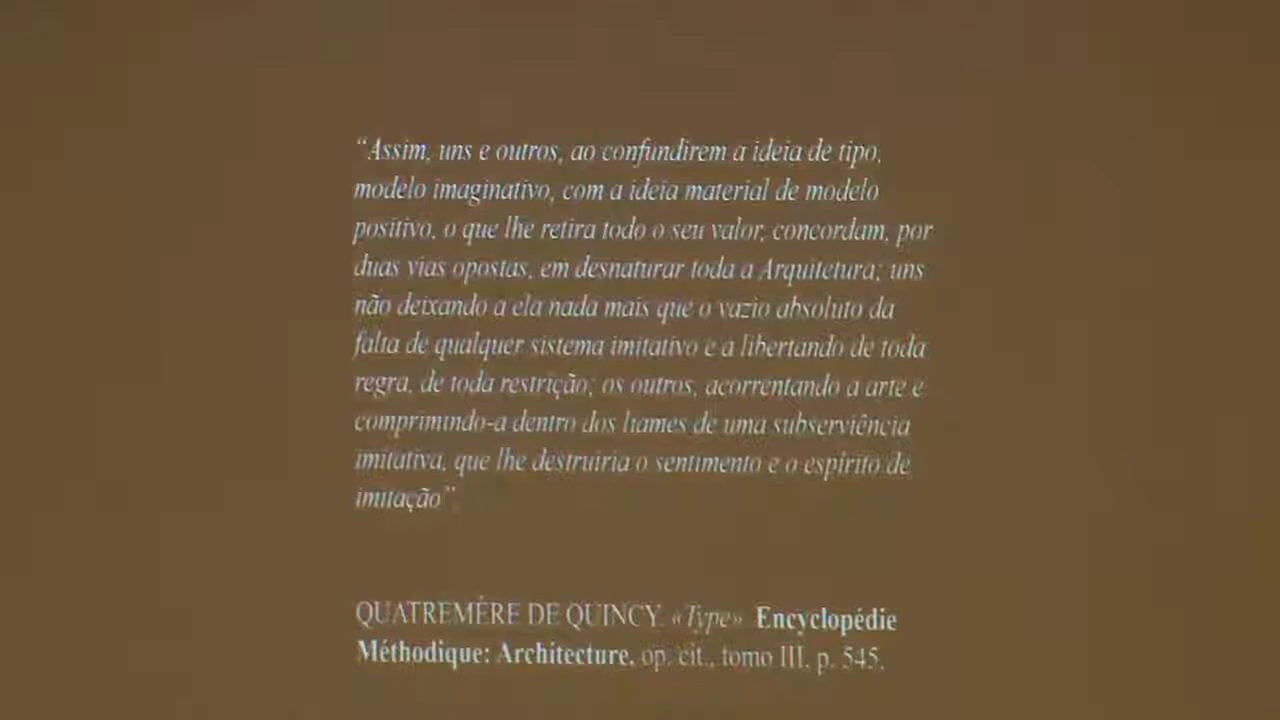 “Assim, uns e outros, ao confundirem a ideia de tipo,
modelo imaginativo, com a ideia material de modelo
positivo, o que lhe retira todo o seu valor, concordam, por
duas vias opostas, em desnaturar toda a Arquitetura; uns
não deixando a ela nada mais que o vazio absoluto da
falta de qualquer sistema imitativo e a libertando de toda
regra, de toda restrição; os outros, acorrentando a arte e
comprimindo-a dentro dos liames de uma subserviência
imitativa, que lhe destruiria o sentimento e o espírito de
imitação”.
QUATREMÈRE DE QUINCY. «Type». Encyclopédie
Méthodique: Architecture, op. cit., tomo III, p. 545.